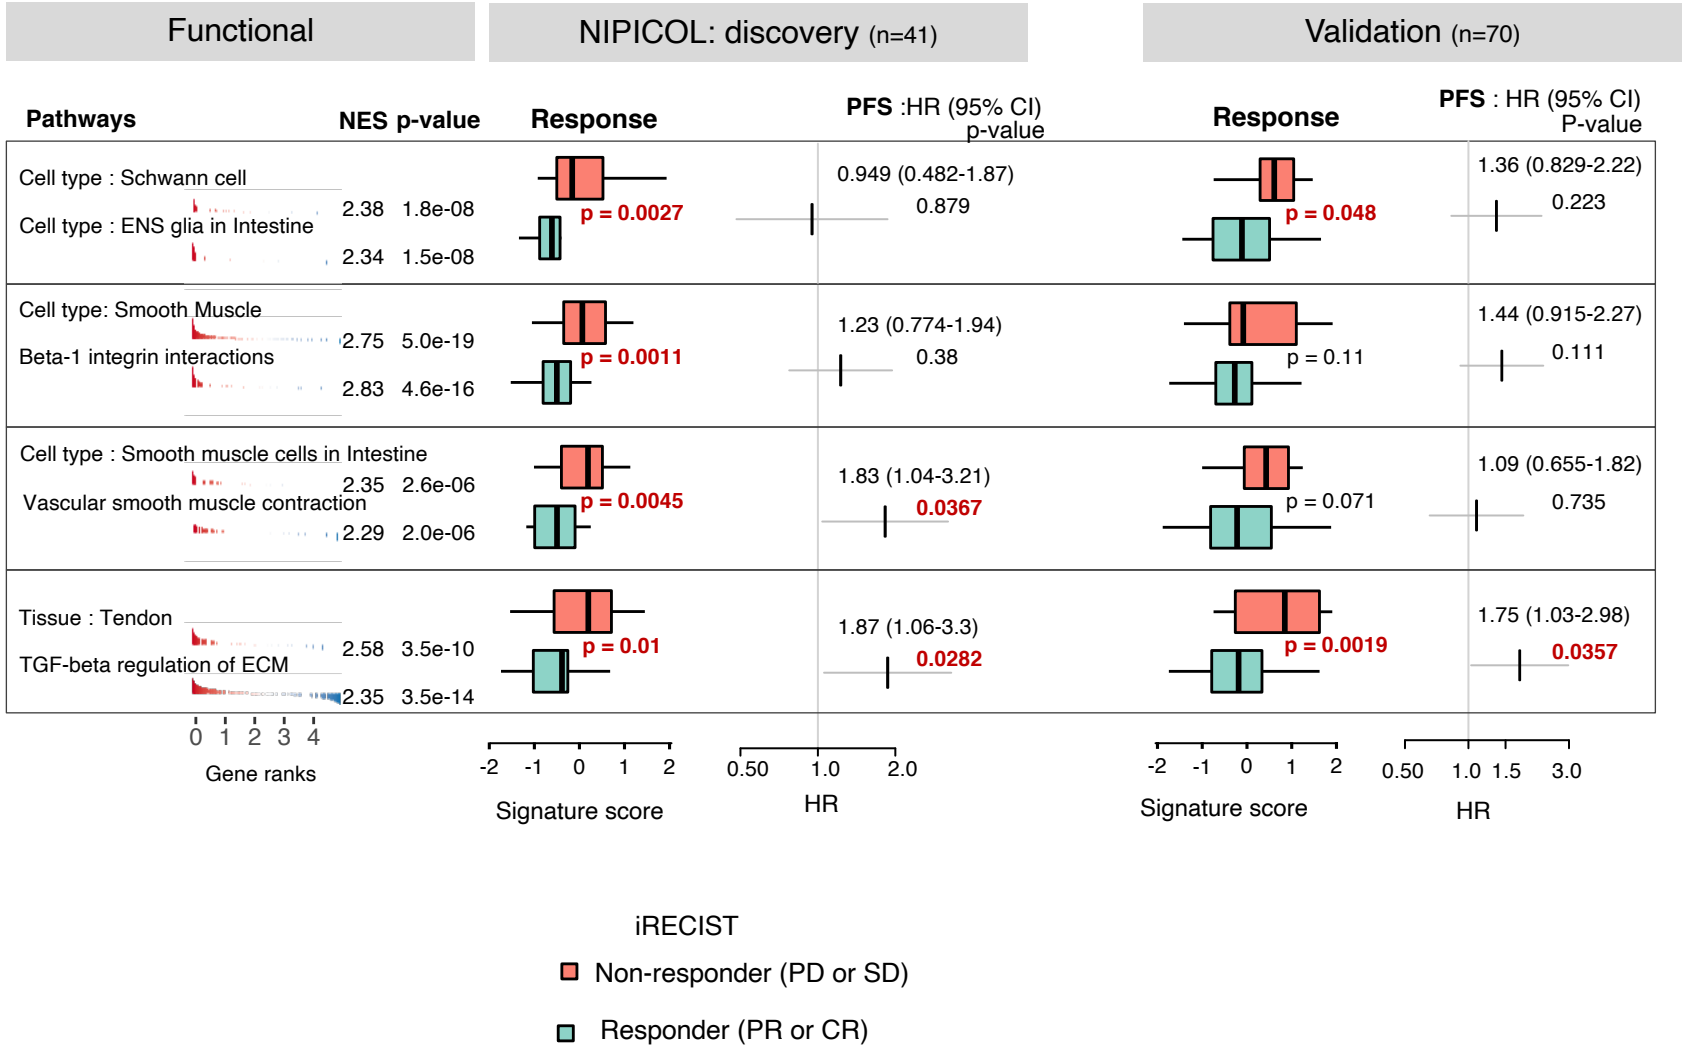 Functional
NIPICOL: discovery (n=41)
Validation (n=70)
Pathways
NES p-value
Response
PFS :HR (95% CI)
p-value
Response
PFS : HR (95% CI)
P-value
Cell type : Schwann cell
2.38 1.8e-08
Cell type : ENS glia in Intestine
2.34 1.5e-08
p = 0.0027
0.949 (0.482-1.87)
0.879
p = 0.048
1.36 (0.829-2.22)
0.223
Cell type: Smooth Muscle
2.75 5.0e-19
Beta-1 integrin interactions
2.83 4.6e-16
p = 0.0011
1.23 (0.774-1.94)
0.38
p = 0.11
1.44 (0.915-2.27)
0.111
Cell type : Smooth muscle cells in Intestine
2.35 2.6e-06
Vascular smooth muscle contraction
2.29 2.0e-06
p = 0.0045
1.83 (1.04-3.21)
0.0367
p = 0.071
1.09 (0.655-1.82)
0.735
Tissue : Tendon
2.58 3.5e-10
TGF-beta regulation of ECM
2.35 3.5e-14
p = 0.01
1.87 (1.06-3.3)
0.0282
p = 0.0019
1.75 (1.03-2.98)
0.0357
0 1 2 3 4
Gene ranks
-2 -1 0 1 2
Signature score
0.50 1.0 2.0
HR
-2 -1 0 1 2
Signature score
0.50 1.0 1.5 3.0
HR
iRECIST
Non-responder (PD or SD)
Responder (PR or CR)